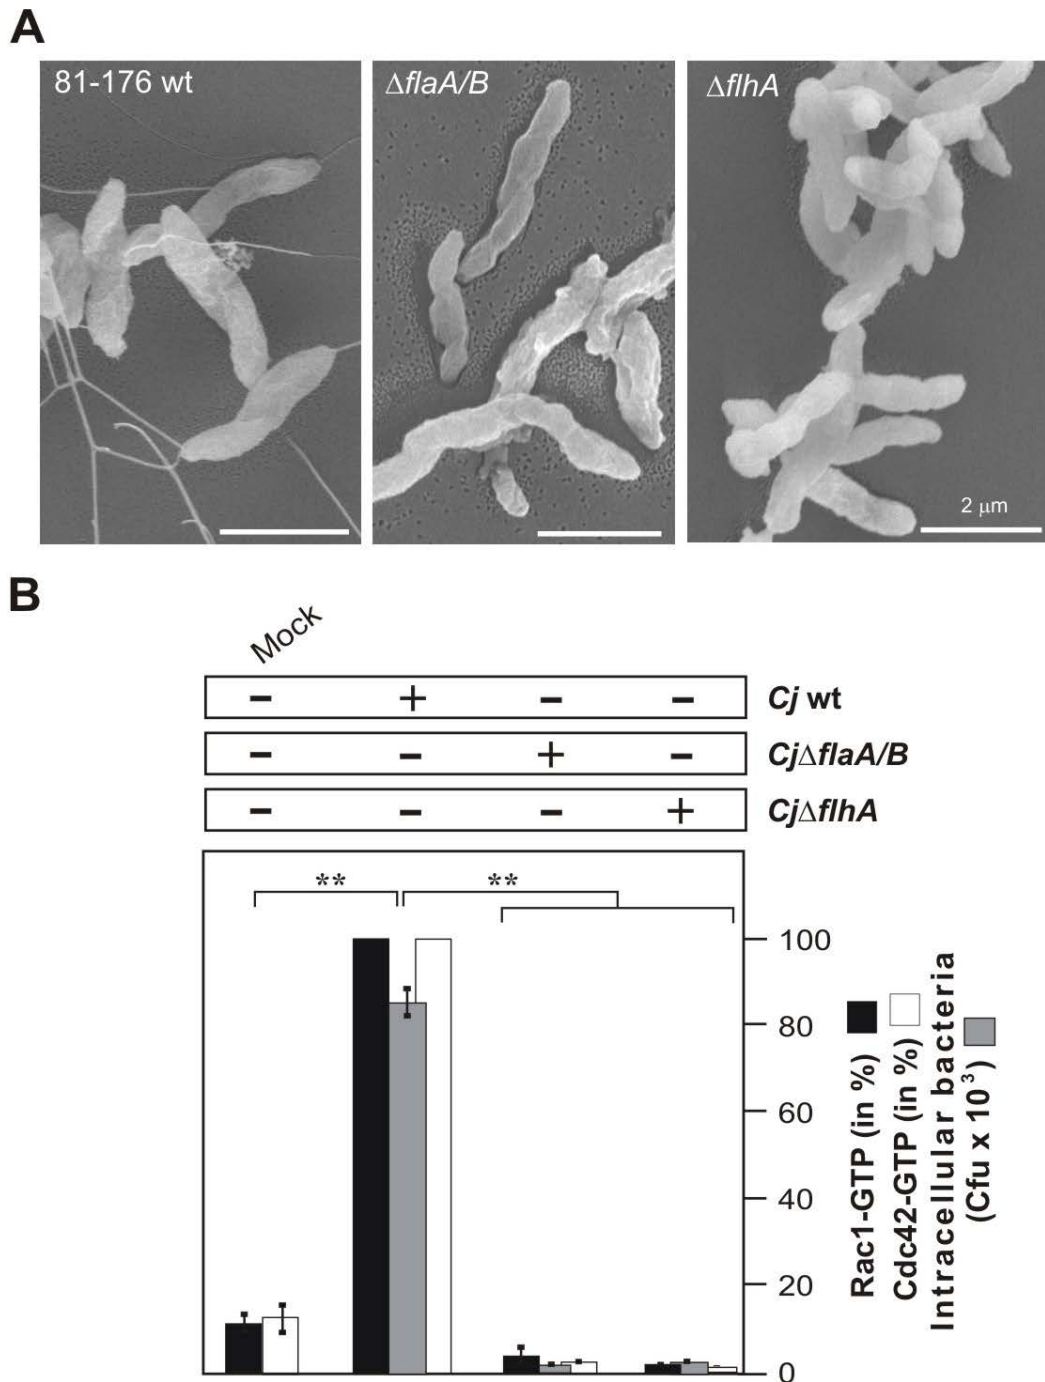 A
81-176 wt
ΔflaA/B
ΔflhA
2 μm
B
Mock
− + − − Cj wt
− − + − CjΔflaA/B
− − − + CjΔflhA
** **
100
80
60
40
20
0
Rac1-GTP (in %)
Cdc42-GTP (in %)
Intracellular bacteria
(Cfu x 10³)